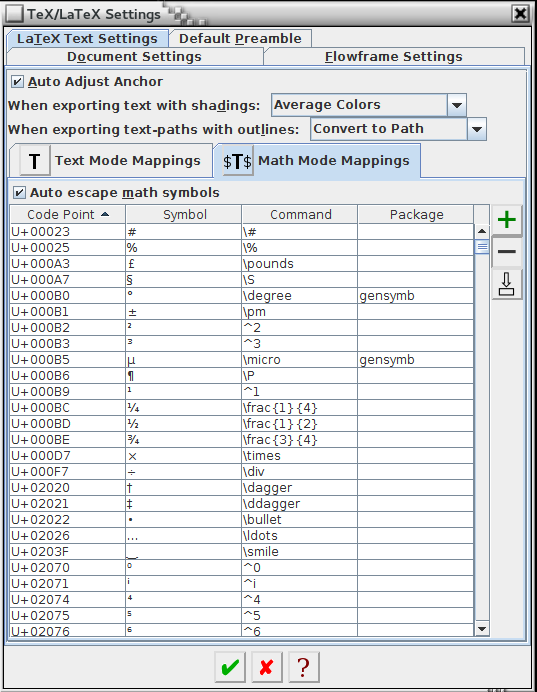 TeX/LaTeX Settings
LaTeX Text Settings Default Preamble
Document Settings Flowframe Settings
Auto Adjust Anchor
When exporting text with shadings: Average Colors
When exporting text-paths with outlines: Convert to Path
T Text Mode Mappings $T$ Math Mode Mappings
Auto escape math symbols
Code Point Symbol Command Package
U+00023 # \#
U+00025 % \%
U+000A3 £ \pounds
U+000A7 § \S
U+000B0 ° \degree gensymb
U+000B1 ± \pm
U+000B2 ² ^2
U+000B3 ³ ^3
U+000B5 µ \micro gensymb
U+000B6 ¶ \P
U+000B9 ¹ ^1
U+000BC ¼ \frac{1}{4}
U+000BD ½ \frac{1}{2}
U+000BE ¾ \frac{3}{4}
U+000D7 × \times
U+000F7 ÷ \div
U+02020 † \dagger
U+02021 ‡ \ddagger
U+02022 • \bullet
U+02026 … \ldots
U+0203F ‿ \smile
U+02070 ⁰ ^0
U+02071 ⁱ ^i
U+02074 ⁴ ^4
U+02075 ⁵ ^5
U+02076 ⁶ ^6
?